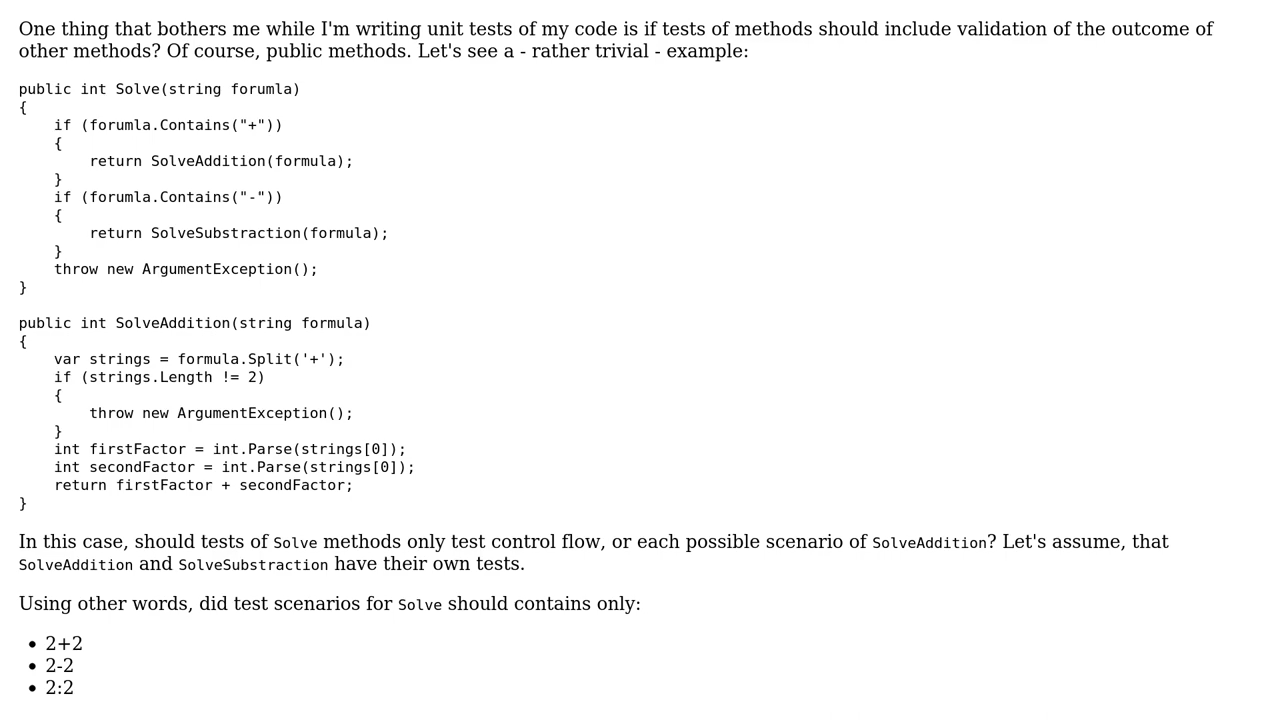 One thing that bothers me while I'm writing unit tests of my code is if tests of methods should include validation of the outcome of
other methods? Of course, public methods. Let's see a - rather trivial - example:
public int Solve(string forumla)
{
    if (forumla.Contains("+"))
    {
        return SolveAddition(formula);
    }
    if (forumla.Contains("-"))
    {
        return SolveSubstraction(formula);
    }
    throw new ArgumentException();
}
public int SolveAddition(string formula)
{
    var strings = formula.Split('+');
    if (strings.Length != 2)
    {
        throw new ArgumentException();
    }
    int firstFactor = int.Parse(strings[0]);
    int secondFactor = int.Parse(strings[0]);
    return firstFactor + secondFactor;
}
In this case, should tests of Solve methods only test control flow, or each possible scenario of SolveAddition? Let's assume, that
SolveAddition and SolveSubstraction have their own tests.
Using other words, did test scenarios for Solve should contains only:
• 2+2
• 2-2
• 2:2